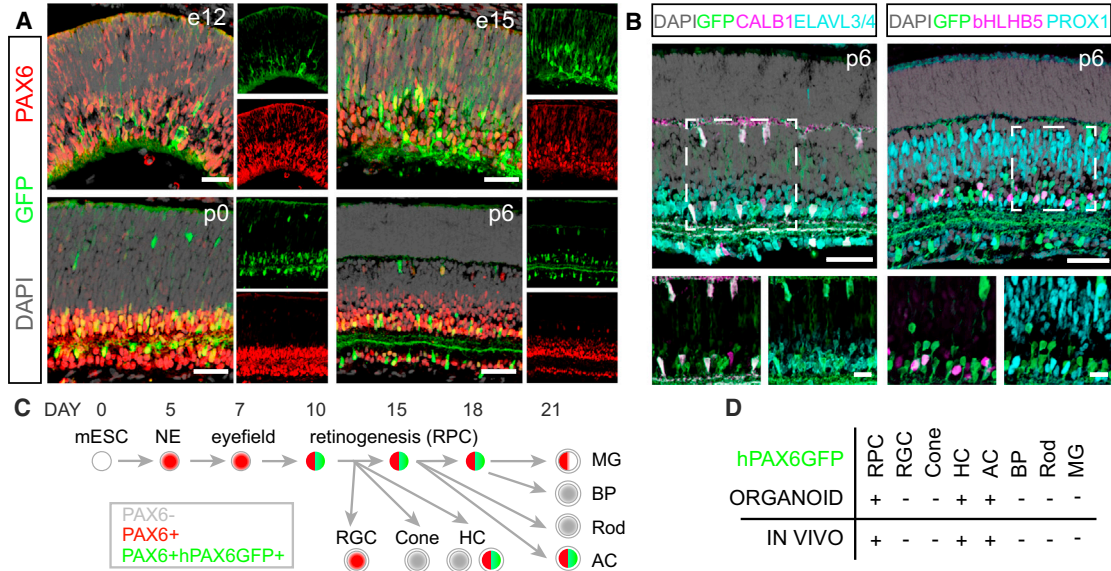 A
DAPI GFP PAX6
e12
e15
p0
p6
B
DAPIGFPCALB1ELAVL3/4
DAPIGFPbHLHB5PROX1
p6
p6
C
DAY 0 5 7 10 15 18 21
mESC NE eyefield retinogenesis (RPC)
MG
BP
Rod
AC
RGC Cone HC
PAX6-
PAX6+
PAX6+hPAX6GFP+
D
hPAX6GFP RPC RGC Cone HC AC BP Rod MG
ORGANOID + - - + + - - -
IN VIVO + - - + + - - -